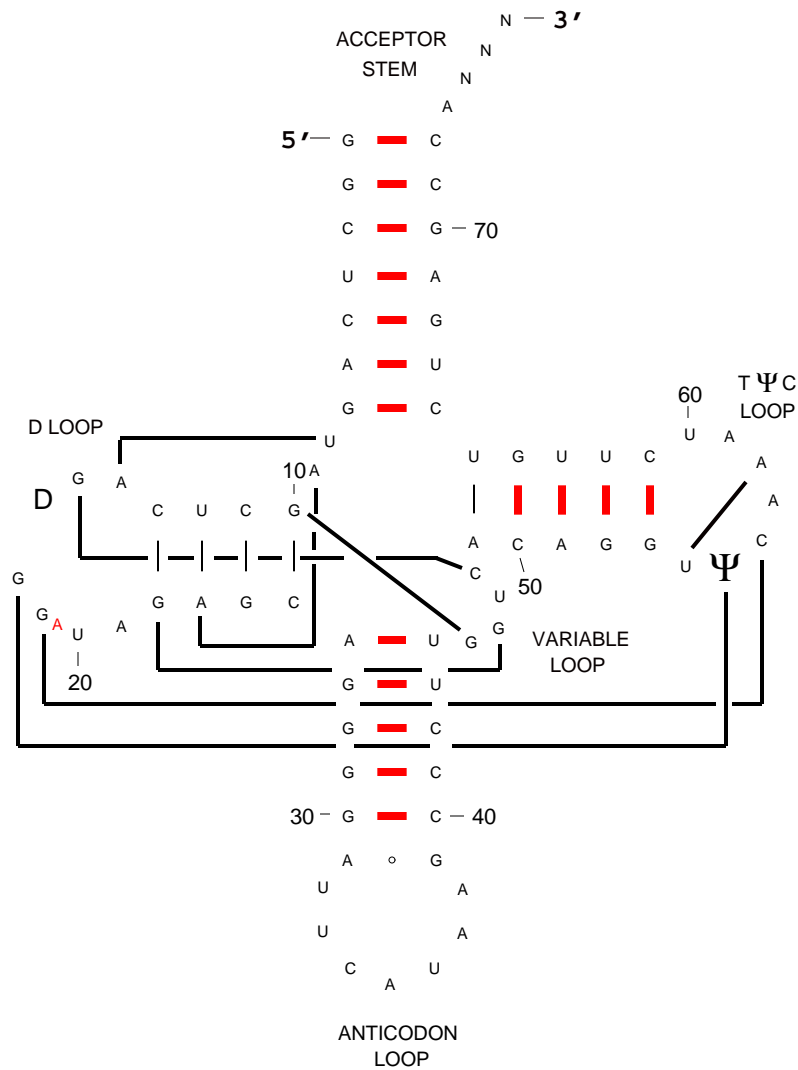 N 3′
ACCEPTOR
STEM
N
N
A
5′ G C
G C
C G 70
U A
C G
A U
G C
T Ψ C
LOOP
60
D LOOP
U
U A
U G U U C
A
10 A
G A
D
A
C U C G
A C A G G U
C
Ψ
G
C
50
G A G C
U
G A U A
A U G G
VARIABLE
LOOP
20
G U
G C
G C
30 G C 40
A G
U A
U A
C U
A
ANTICODON
LOOP